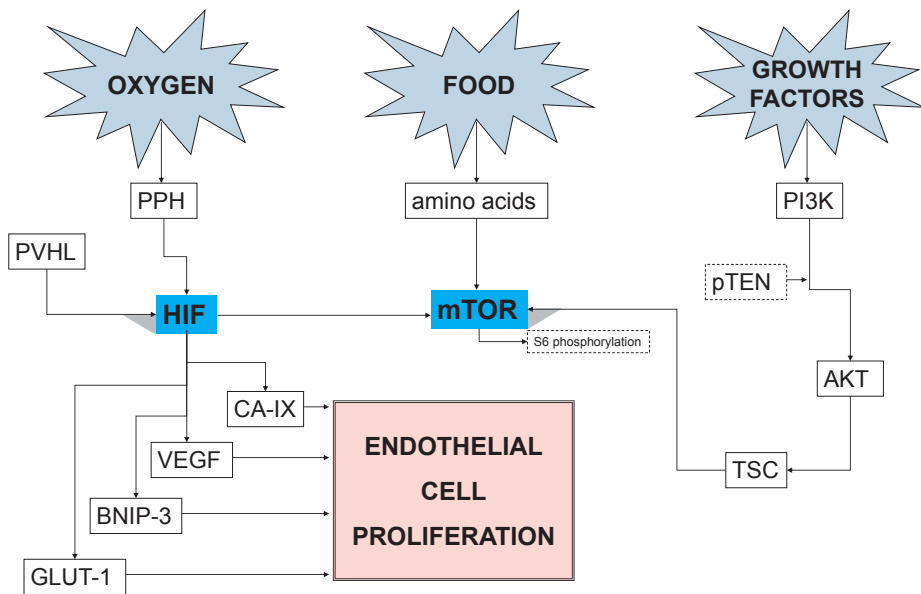 OXYGEN
FOOD
GROWTH
FACTORS
PPH
amino acids
PI3K
PVHL
pTEN
HIF
mTOR
S6 phosphorylation
AKT
CA-IX
VEGF
BNIP-3
GLUT-1
ENDOTHELIAL
CELL
PROLIFERATION
TSC